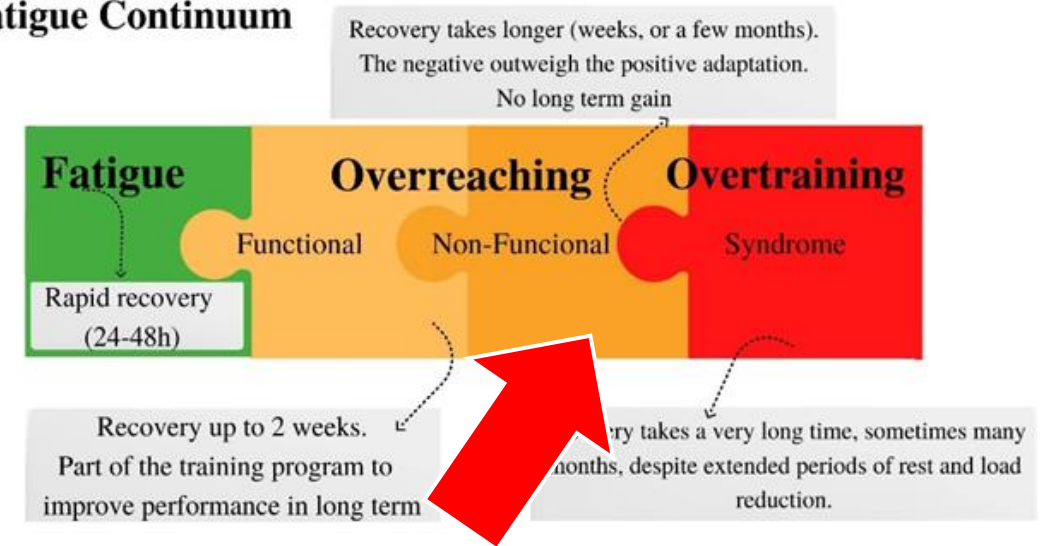 tigue Continuum
Recovery takes longer (weeks, or a few months).
The negative outweigh the positive adaptation.
No long term gain
Fatigue
Overreaching
Overtraining
Functional
Non-Funcional
Syndrome
Rapid recovery
(24-48h)
Recovery up to 2 weeks.
Part of the training program to
improve performance in long term
takes a very long time, sometimes many
despite extended periods of rest and load
reduction.